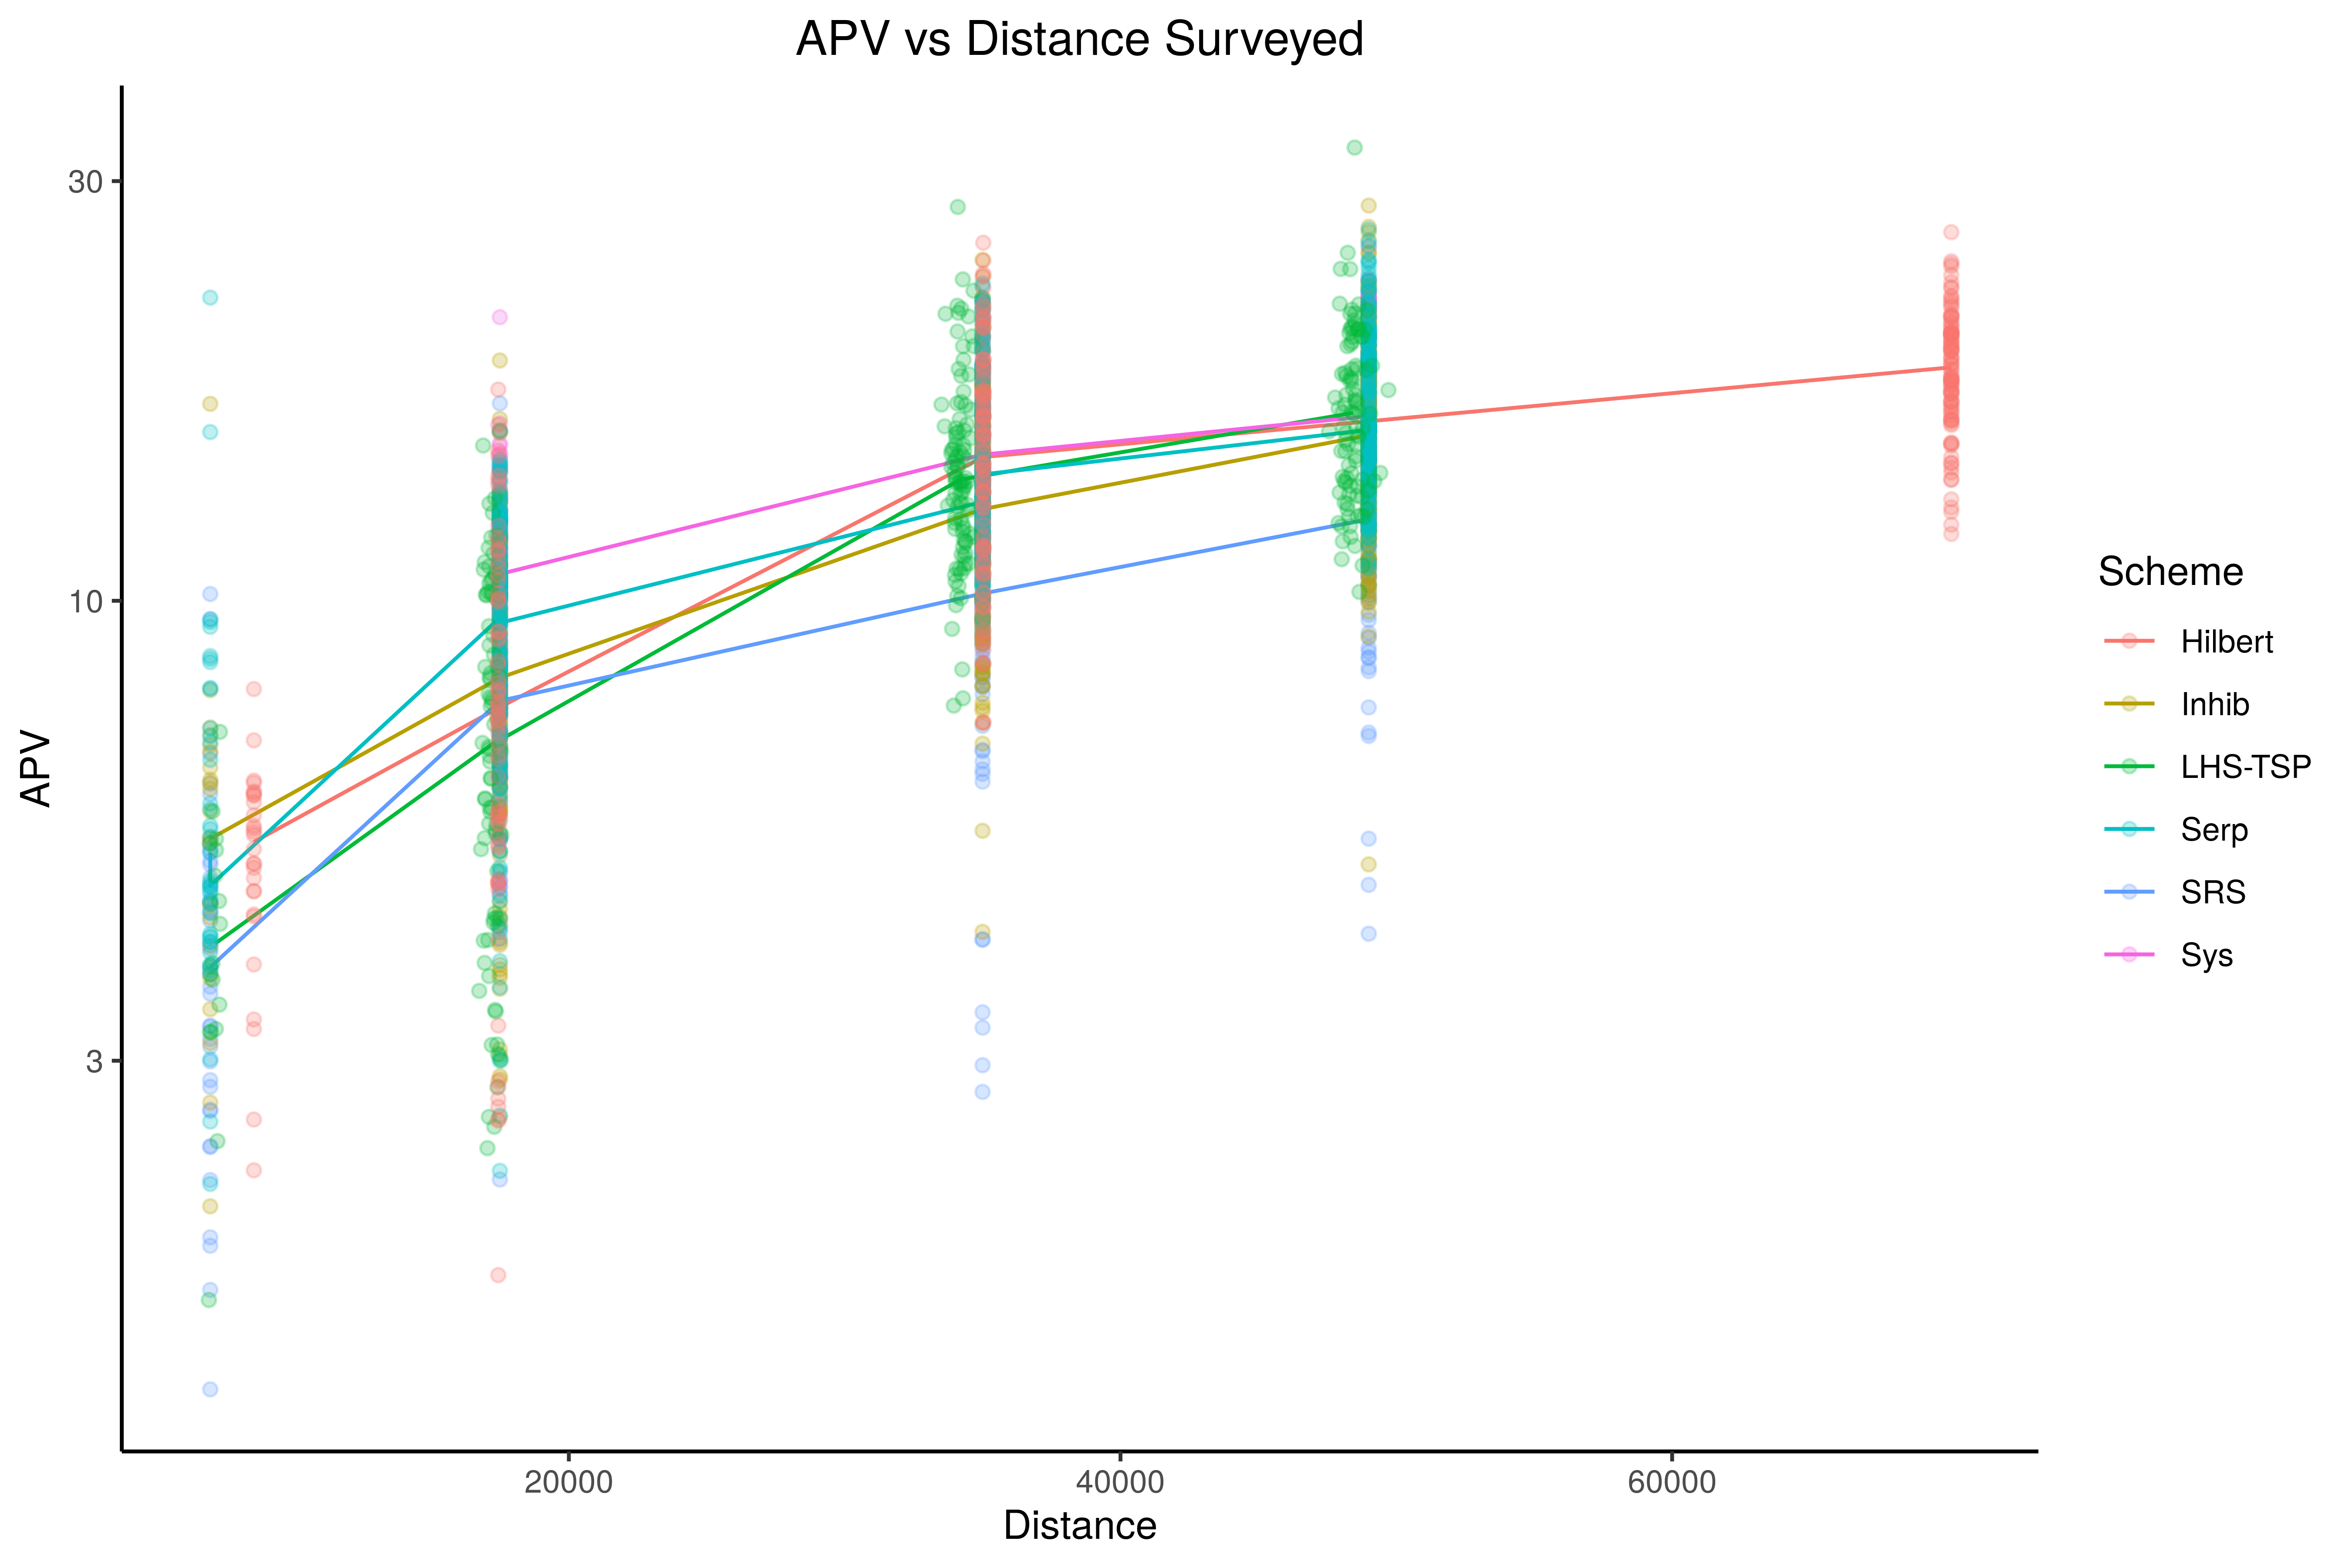 APV vs Distance Surveyed
APV
30
10
3
20000
40000
60000
Distance
Scheme
Hilbert
Inhib
LHS-TSP
Serp
SRS
Sys